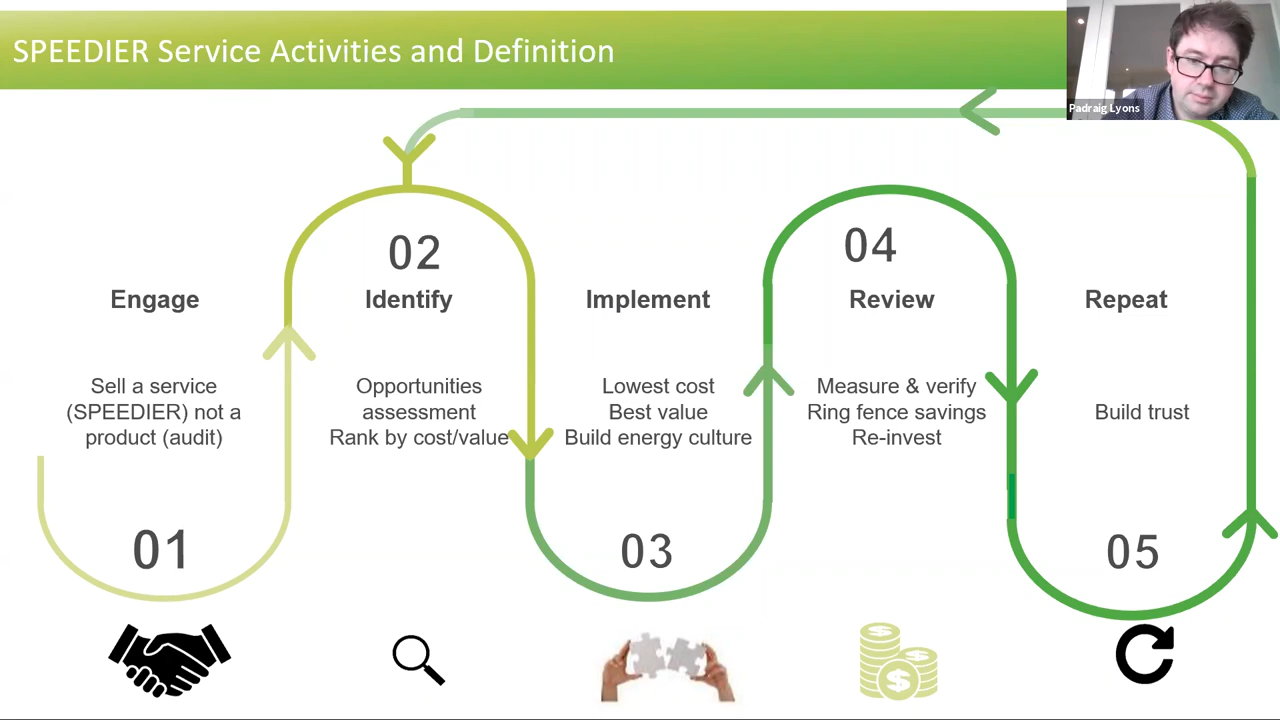 SPEEDIER Service Activities and Definition
Padraig Lyons
01
Engage
Sell a service
(SPEEDIER) not a
product (audit)
02
Identify
Opportunities
assessment
Rank by cost/value
03
Implement
Lowest cost
Best value
Build energy culture
04
Review
Measure & verify
Ring fence savings
Re-invest
05
Repeat
Build trust
$
$
$